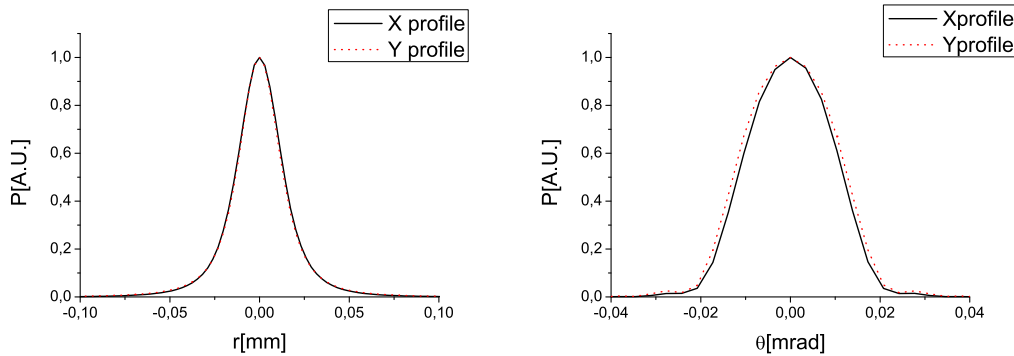 X profile
Y profile
P[A.U.]
1,0
0,8
0,6
0,4
0,2
0,0
-0,10
-0,05
0,00
0,05
0,10
r[mm]
Xprofile
Yprofile
P[A.U.]
1,0
0,8
0,6
0,4
0,2
0,0
-0,04
-0,02
0,00
0,02
0,04
θ[mrad]